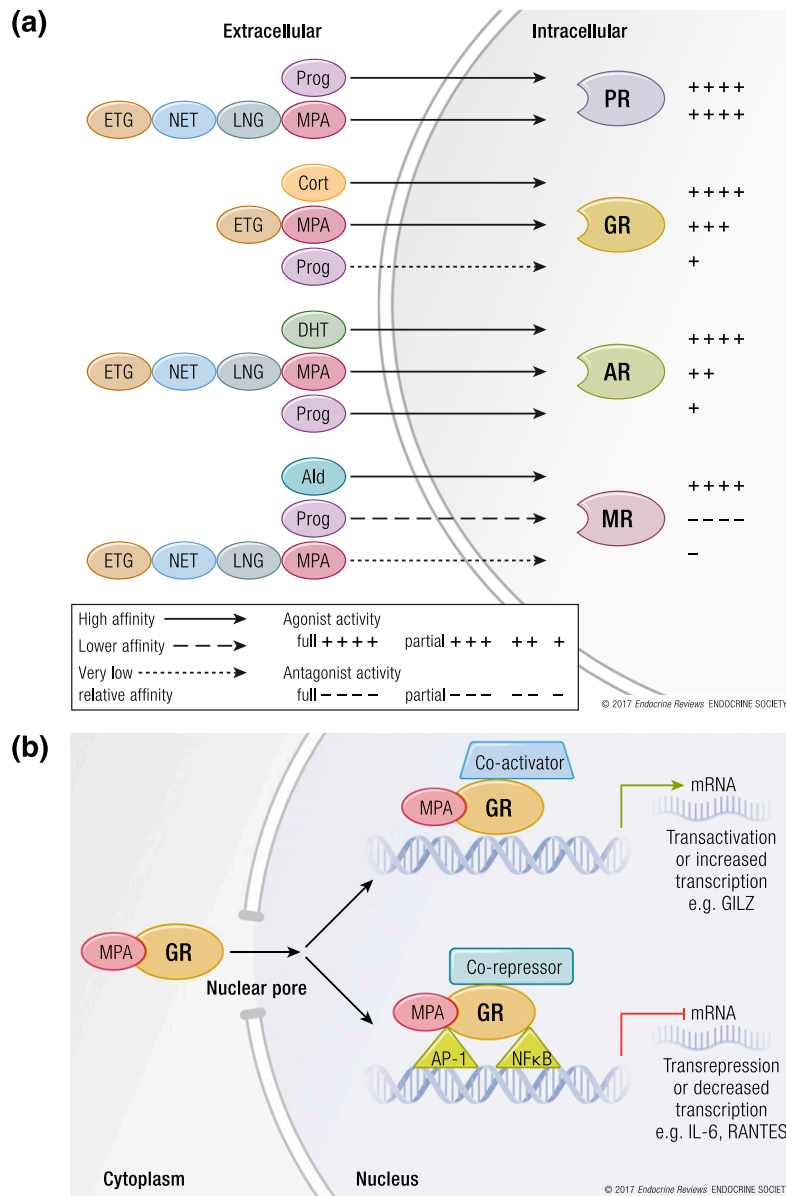 (a)
Extracellular
Intracellular
Prog
ETG NET LNG MPA
PR
++++
++++
Cort
ETG MPA
Prog
GR
++++
+++
+
DHT
ETG NET LNG MPA
Prog
AR
++++
++
+
Ald
Prog
ETG NET LNG MPA
MR
++++
––––
–
High affinity
Lower affinity
Very low
relative affinity
Agonist activity
full ++++ partial +++ ++ +
Antagonist activity
full –––– partial ––– –– –
© 2017 Endocrine Reviews ENDOCRINE SOCIETY
(b)
Co-activator
MPA GR
mRNA
Transactivation
or increased
transcription
e.g. GILZ
MPA GR
Nuclear pore
Co-repressor
MPA GR
AP-1 NFκB
mRNA
Transrepression
or decreased
transcription
e.g. IL-6, RANTES
Cytoplasm
Nucleus
© 2017 Endocrine Reviews ENDOCRINE SOCIETY